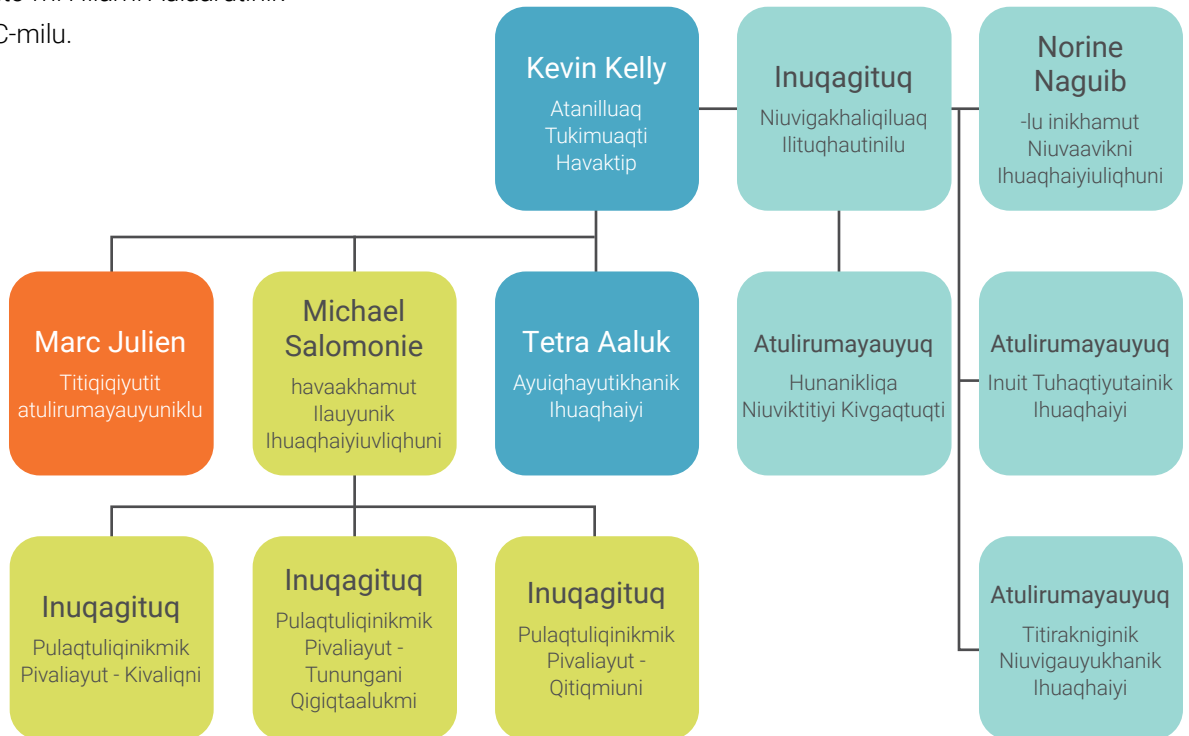 C-milu.
Kevin Kelly
Atanilluaq
Tukimuaqti
Havaktip
Inuqagituq
Niuvigakhaliqiluaq
Ilituqhautinilu
Norine
Naguib
-lu inikhamut
Niuvaavikni
Ihuaqhaiyiuliqhuni
Marc Julien
Titiqiqiyutit
atulirumayauyuniklu
Michael
Salomonie
havaakhamut
Ilauyunik
Ihuaqhaiyiuvliqhuni
Tetra Aaluk
Ayuiqhayutikhanik
Ihuaqhaiyi
Atulirumayauyuq
Hunanikliqa
Niuviktitiyi Kivgaqtuqti
Atulirumayauyuq
Inuit Tuhaqtiyutainik
Ihuaqhaiyi
Inuqagituq
Pulaqtuliqinikmik
Pivaliayut - Kivaliqni
Inuqagituq
Pulaqtuliqinikmik
Pivaliayut -
Tunungani
Qigiqtaalukmi
Inuqagituq
Pulaqtuliqinikmik
Pivaliayut -
Qitiqmiuni
Atulirumayauyuq
Titirakniginik
Niuvigauyukhanik
Ihuaqhaiyi